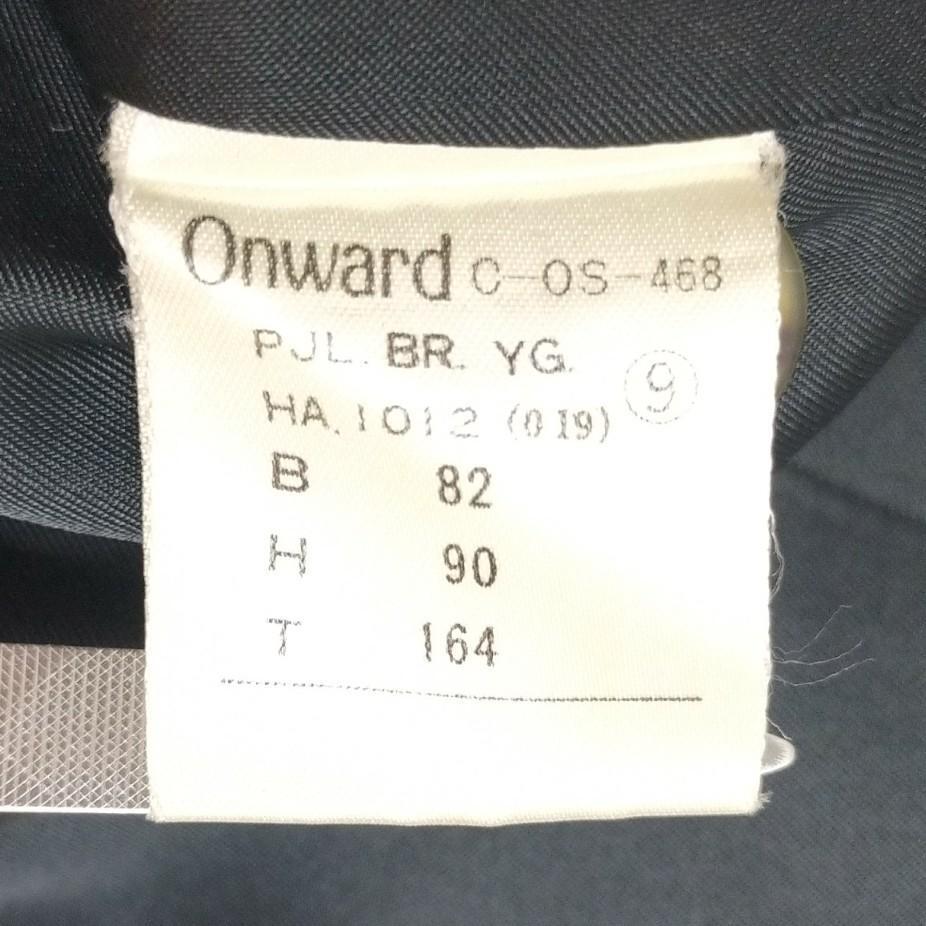 Onward C-OS-468
PJL. BR. YG.
⑨
HA. 1012 (019)
B 82
H 90
T 164